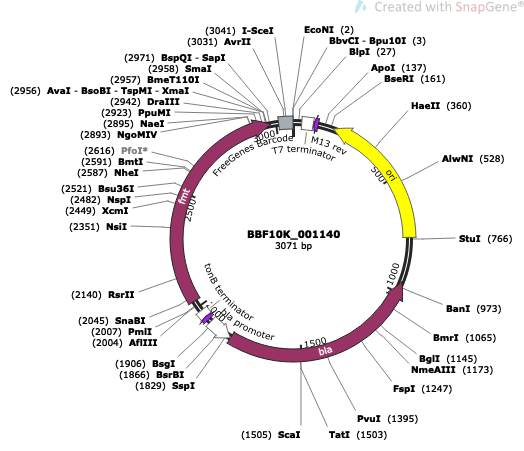 Created with SnapGene®
(3041) I-SceI
(3031) AvrII
(2971) BspQI - SapI
(2958) SmaI
(2957) BmeT110I
(2956) AvaI - BsoBI - TspMI - XmaI
(2942) DraIII
(2923) PpuMI
(2895) NaeI
(2893) NgoMIV
(2616) PfoI*
(2591) BmtI
(2587) NheI
(2521) Bsu36I
(2482) NspI
(2449) XcmI
(2351) NsiI
(2140) RsrII
(2045) SnaBI
(2007) PmlI
(2004) AflIII
(1906) BsgI
(1866) BsrBI
(1829) SspI
(1505) ScaI
EcoNI (2)
BbvCI - Bpu10I (3)
BlpI (27)
ApoI (137)
BseRI (161)
HaeII (360)
AlwNI (528)
StuI (766)
BanI (973)
BmrI (1065)
BglI (1145)
NmeAIII (1173)
FspI (1247)
PvuI (1395)
TatI (1503)
FreeGenes Barcode
M13 rev
T7 terminator
ori
bla
bla promoter
tonB terminator
fmt
500
1000
1500
2000
2500
3000
BBF10K_001140
3071 bp